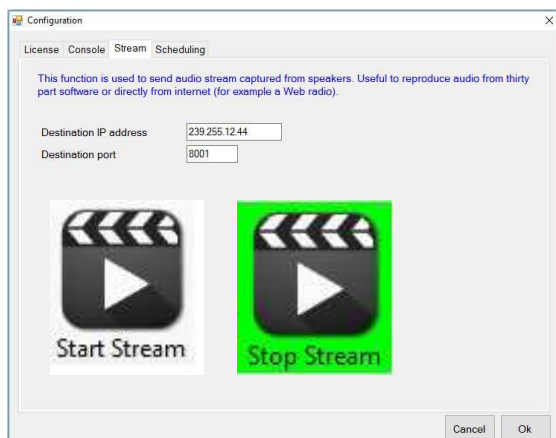 Configuration
License Console Stream Scheduling
This function is used to send audio stream captured from speakers. Useful to reproduce audio from thirty
part software or directly from internet (for example a Web radio).
Destination IP address 239.255.12.44
Destination port 8001
Start Stream Stop Stream
Cancel Ok